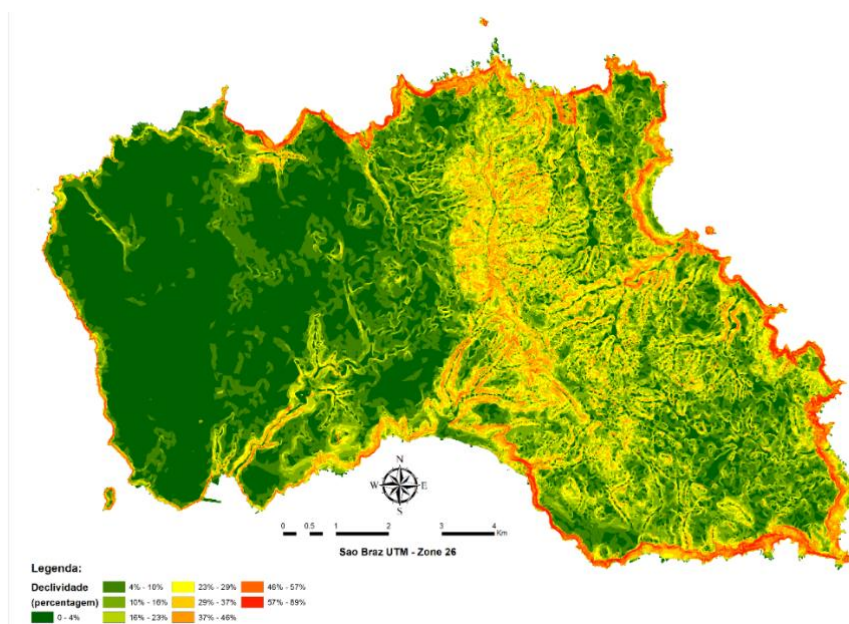 N
W E
S
0 0.5 1 2 3 4
Km
Sao Braz UTM - Zone 26
Legenda:
Declividade
(percentagem)
0 - 4%
4% - 10%
10% - 16%
16% - 23%
23% - 29%
29% - 37%
37% - 46%
46% - 57%
57% - 89%